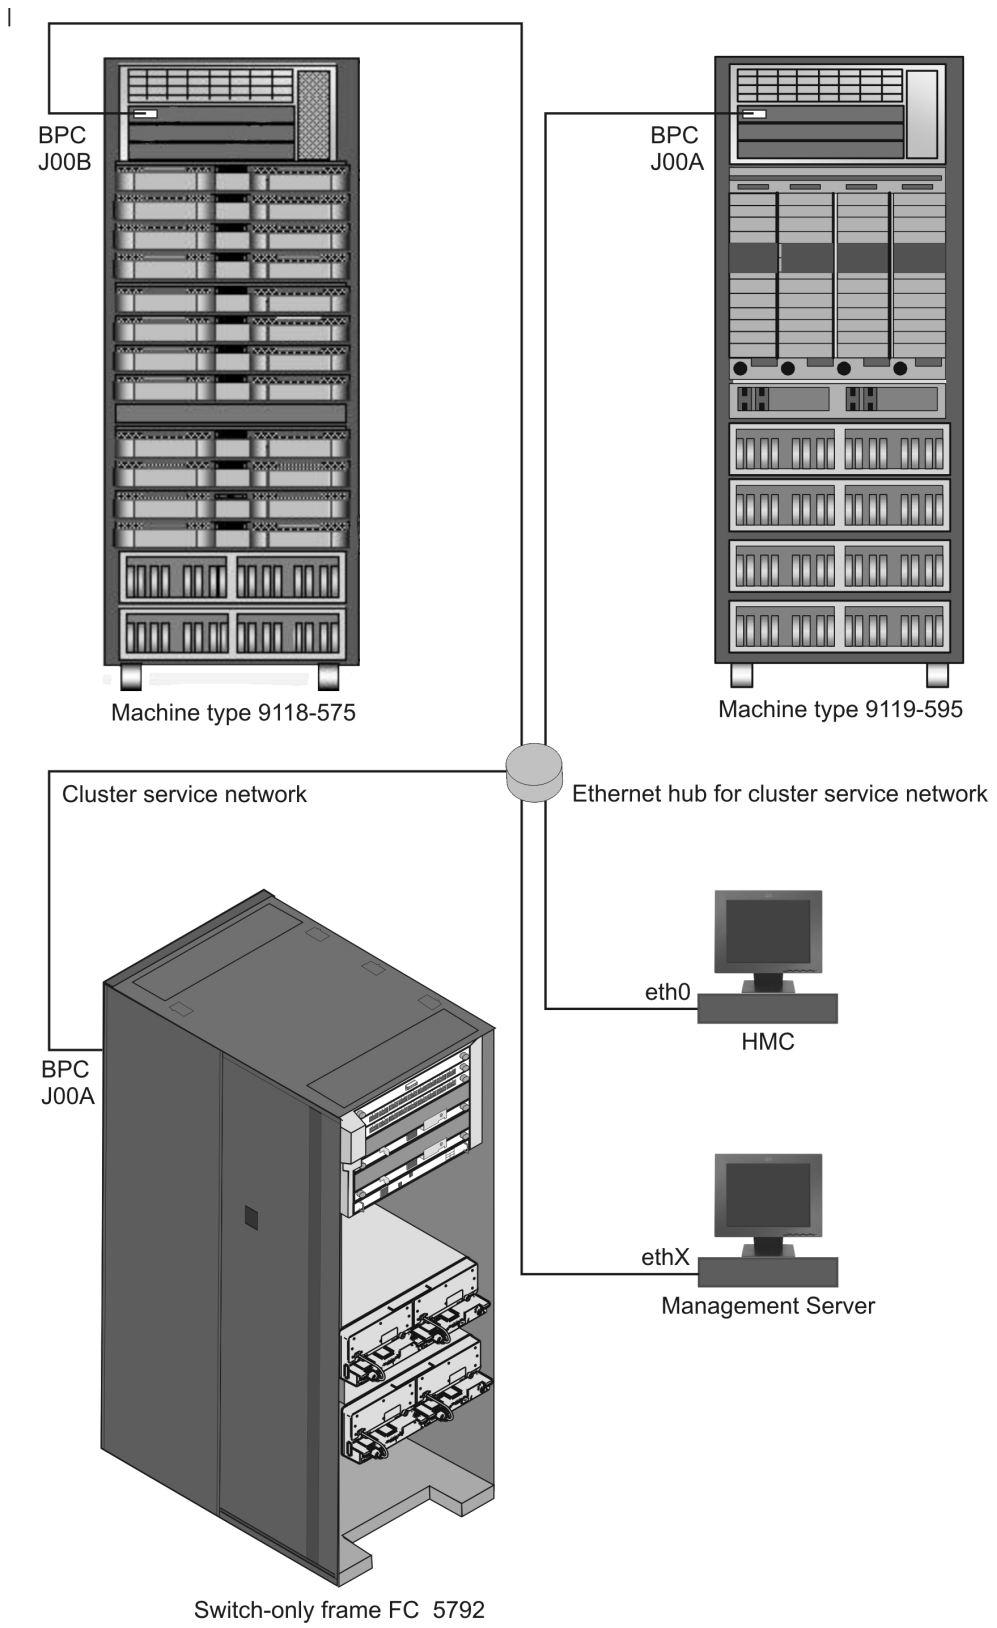 |
BPC
J00B
BPC
J00A
Machine type 9118-575
Machine type 9119-595
Cluster service network
Ethernet hub for cluster service network
eth0
HMC
BPC
J00A
ethX
Management Server
Switch-only frame FC 5792